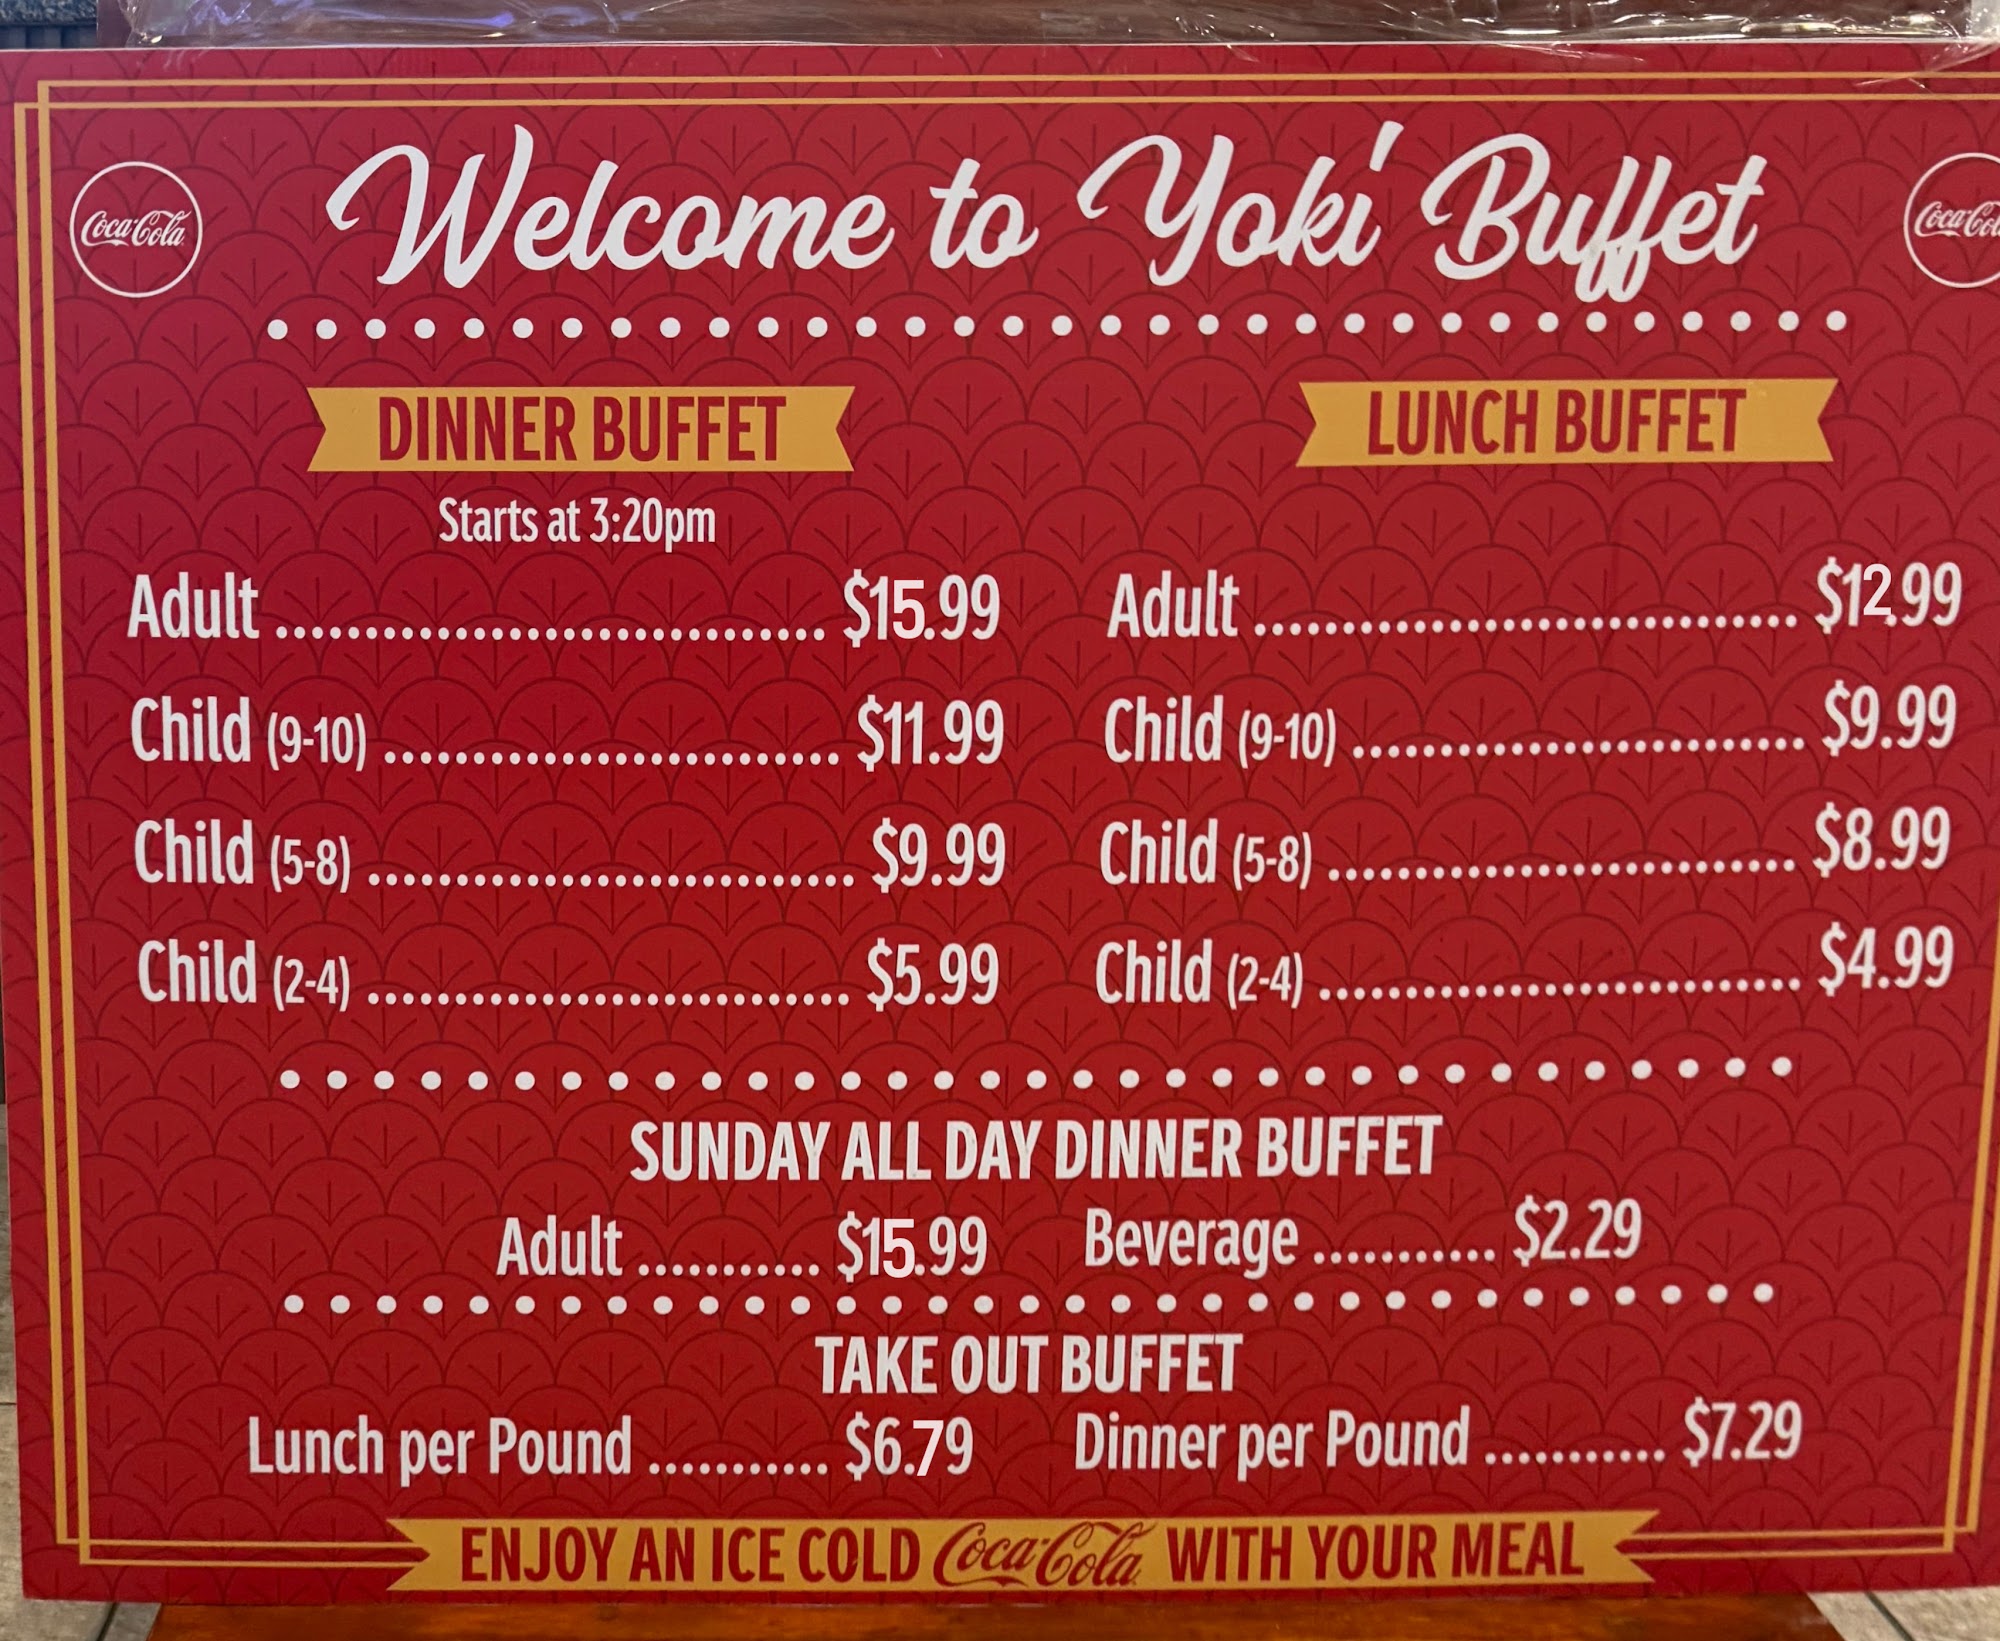 Coca-Cola
Welcome to Yoki' Buffet
Coca-Col
DINNER BUFFET
Starts at 3:20pm
Adult .............................. $15.99
Child (9-10) .......................... $11.99
Child (5-8) ............................ $9.99
Child (2-4) ............................ $5.99
LUNCH BUFFET
Adult .............................. $12.99
Child (9-10) .......................... $9.99
Child (5-8) ........................... $8.99
Child (2-4) ............................ $4.99
SUNDAY ALL DAY DINNER BUFFET
Adult ........... $15.99 Beverage ........... $2.29
TAKE OUT BUFFET
Lunch per Pound ........... $6.79 Dinner per Pound ........... $7.29
ENJOY AN ICE COLD Coca-Cola WITH YOUR MEAL